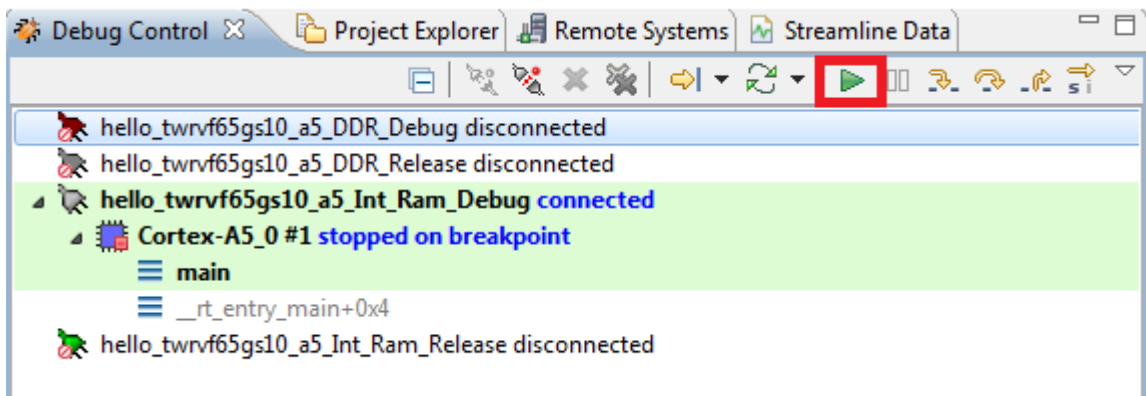 Debug Control Project Explorer Remote Systems Streamline Data
s i
hello_twrvf65gs10_a5_DDR_Debug disconnected
hello_twrvf65gs10_a5_DDR_Release disconnected
hello_twrvf65gs10_a5_Int_Ram_Debug connected
Cortex-A5_0 #1 stopped on breakpoint
main
__rt_entry_main+0x4
hello_twrvf65gs10_a5_Int_Ram_Release disconnected